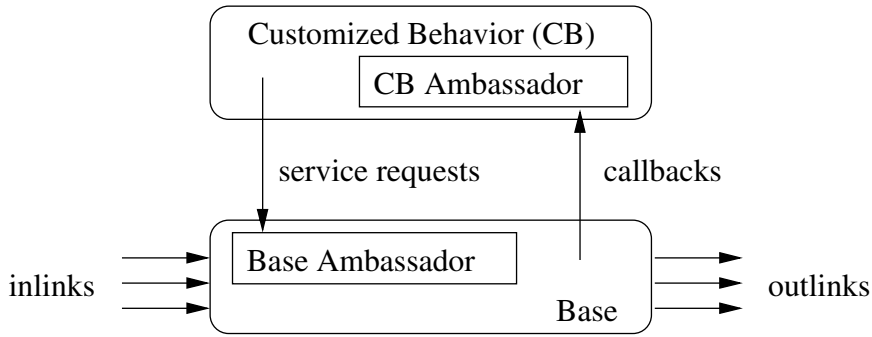 Customized Behavior (CB)
CB Ambassador
service requests
callbacks
Base Ambassador
inlinks
outlinks
Base